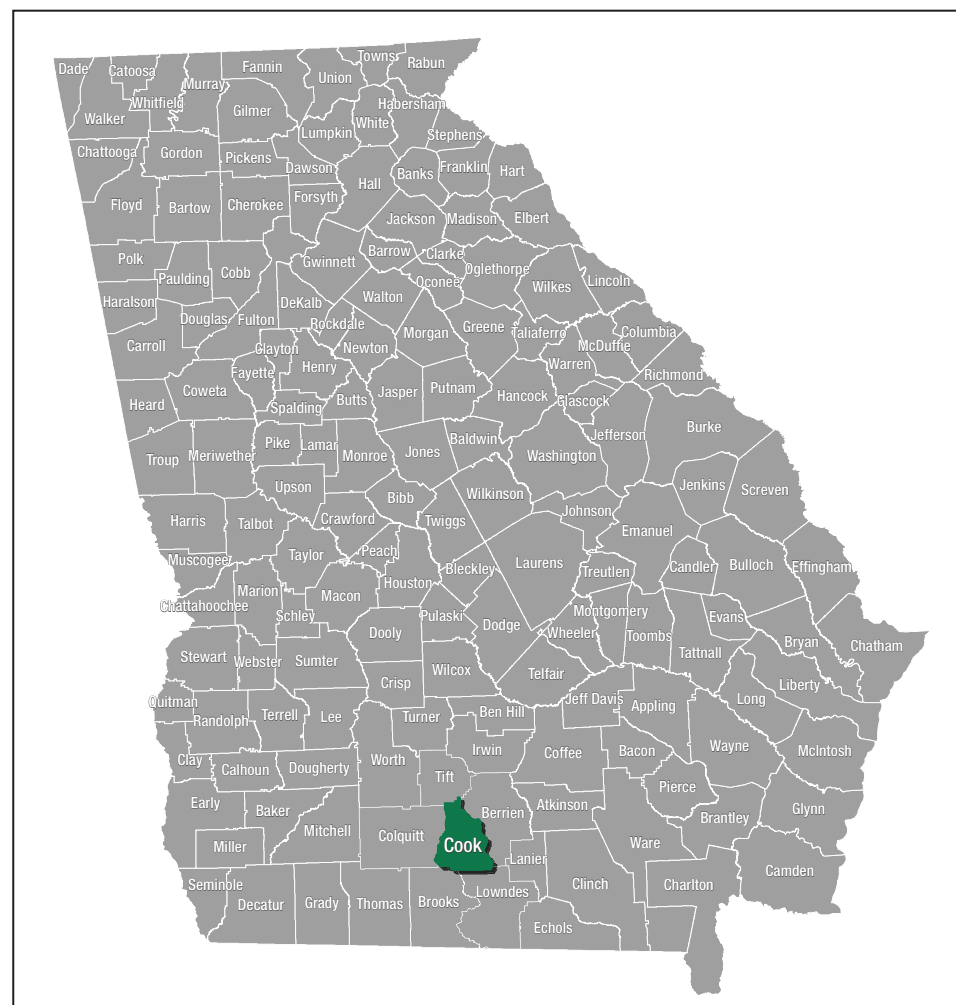 Towns
Rabun
Fannin
Dade
Catoosa
Union
Murray
Whitfield
Habersham
Gilmer
Walker
White
Lumpkin
Stephens
Chattooga
Gordon
Pickens
Dawson
Banks
Franklin
Hart
Hall
Forsyth
Floyd
Bartow
Cherokee
Jackson
Madison
Elbert
Barrow
Clarke
Polk
Gwinnett
Oglethorpe
Cobb
Paulding
Oconee
Lincoln
Wilkes
Walton
Haralson
DeKalb
Douglas
Fulton
Rockdale
Greene
Morgan
Taliaferro
Columbia
Carroll
Clayton
Newton
McDuffie
Henry
Warren
Fayette
Richmond
Coweta
Jasper
Putnam
Hancock
Butts
Glascock
Heard
Spalding
Burke
Jefferson
Pike
Lamar
Baldwin
Troup
Meriwether
Monroe
Jones
Washington
Upson
Jenkins
Screven
Bibb
Wilkinson
Johnson
Harris
Talbot
Crawford
Twiggs
Emanuel
Taylor
Peach
Muscogee
Laurens
Bleckley
Treutlen
Candler
Bulloch
Effingham
Houston
Marion
Macon
Chattahoochee
Schley
Pulaski
Montgomery
Evans
Dooly
Dodge
Wheeler
Toombs
Bryan
Chatham
Stewart
Webster
Sumter
Tattnall
Wilcox
Telfair
Crisp
Liberty
Quitman
Jeff Davis
Long
Appling
Randolph
Terrell
Lee
Turner
Ben Hill
Wayne
McIntosh
Irwin
Coffee
Bacon
Clay
Calhoun
Dougherty
Worth
Tift
Pierce
Early
Baker
Atkinson
Glynn
Berrien
Brantley
Mitchell
Colquitt
Cook
Ware
Miller
Lanier
Camden
Seminole
Clinch
Charlton
Lowndes
Decatur
Grady
Thomas
Brooks
Echols